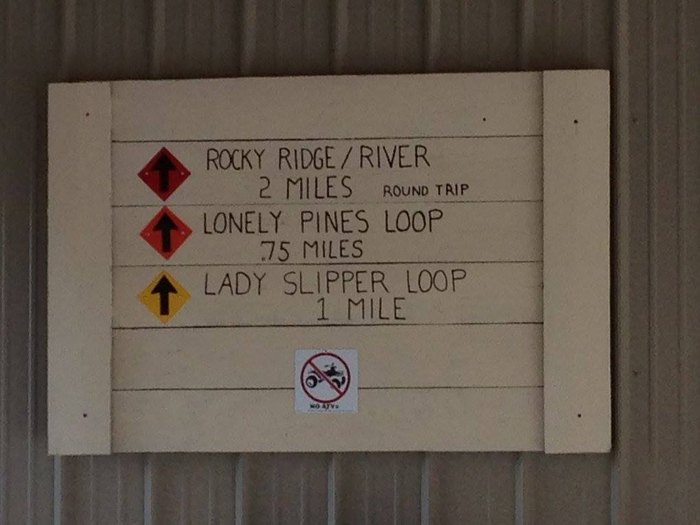 ROCKY RIDGE/RIVER
2 MILES ROUND TRIP
LONELY PINES LOOP
.75 MILES
LADY SLIPPER LOOP
1 MILE
NO ATVs